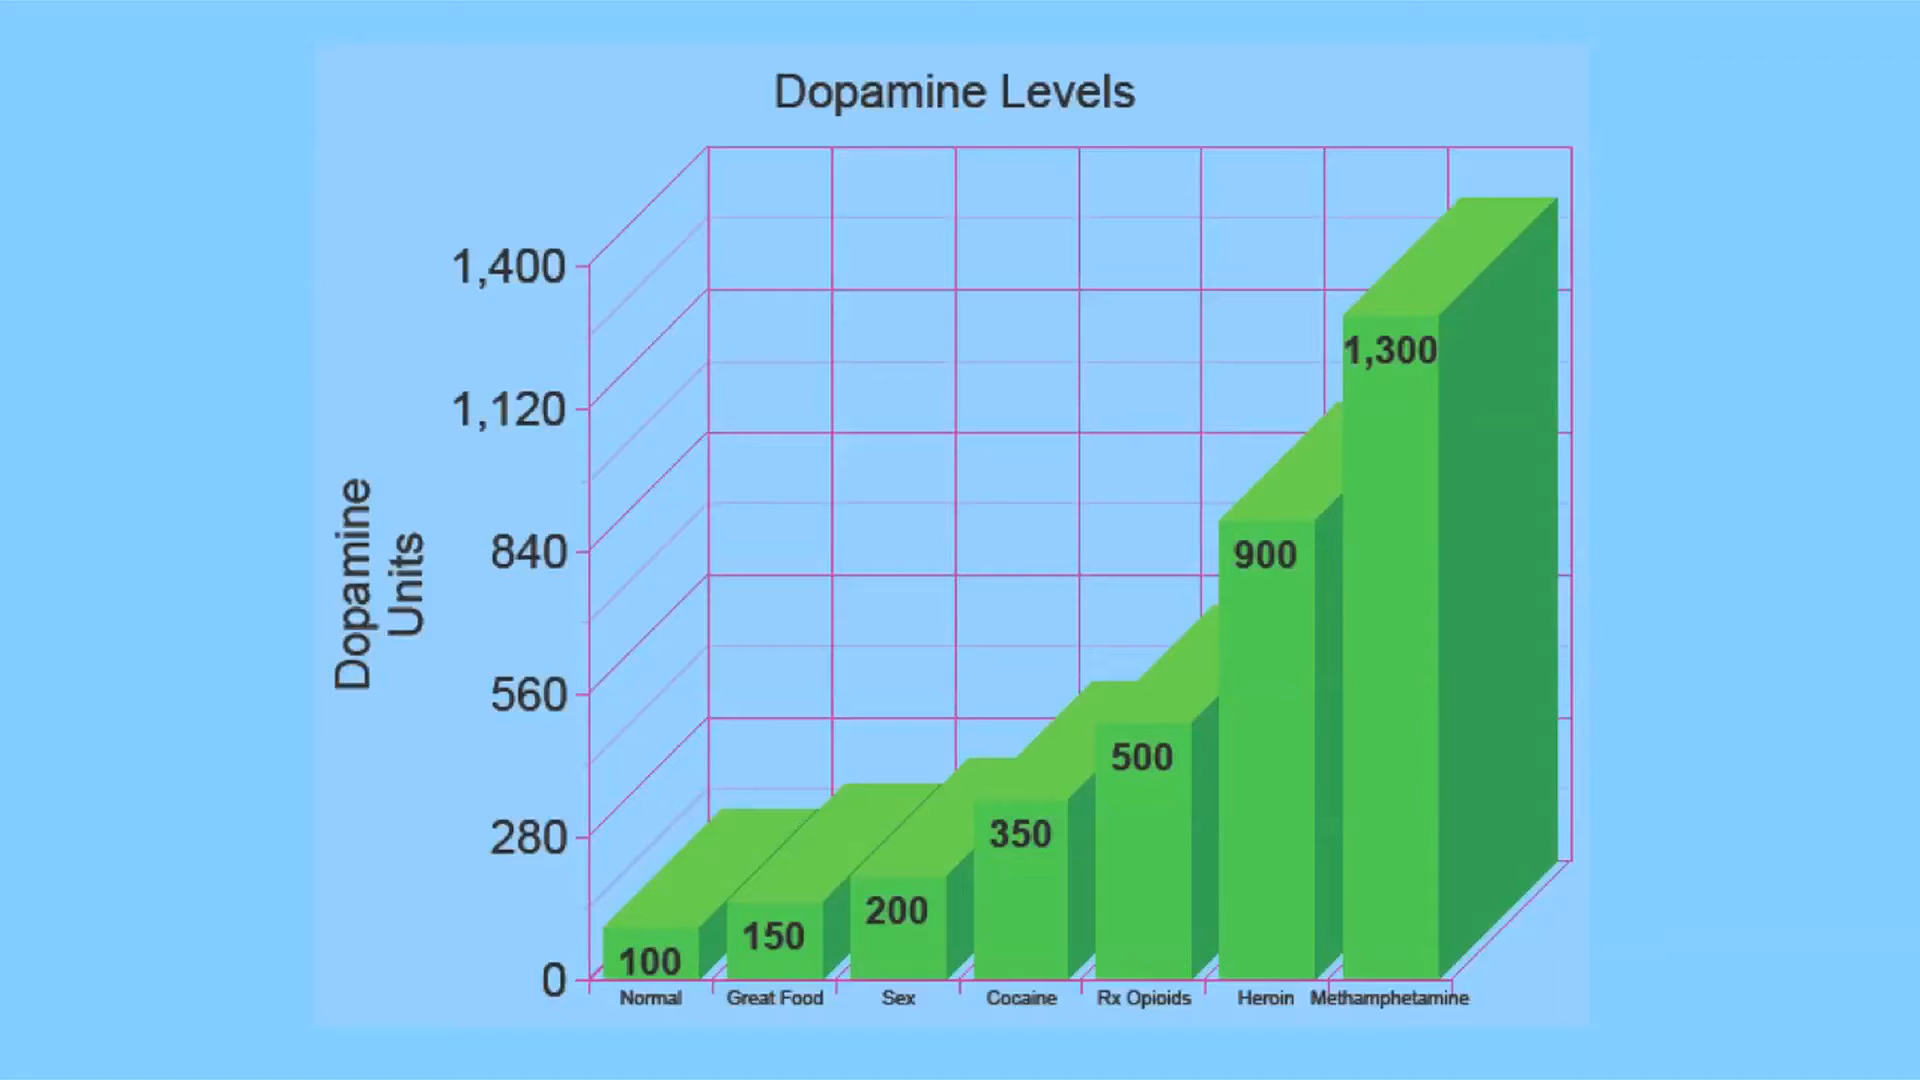 Dopamine Levels
Dopamine
Units
1,400
1,120
840
560
280
0
100
150
200
350
500
900
1,300
Normal
Great Food
Sex
Cocaine
Rx Opioids
Heroin
Methamphetamine